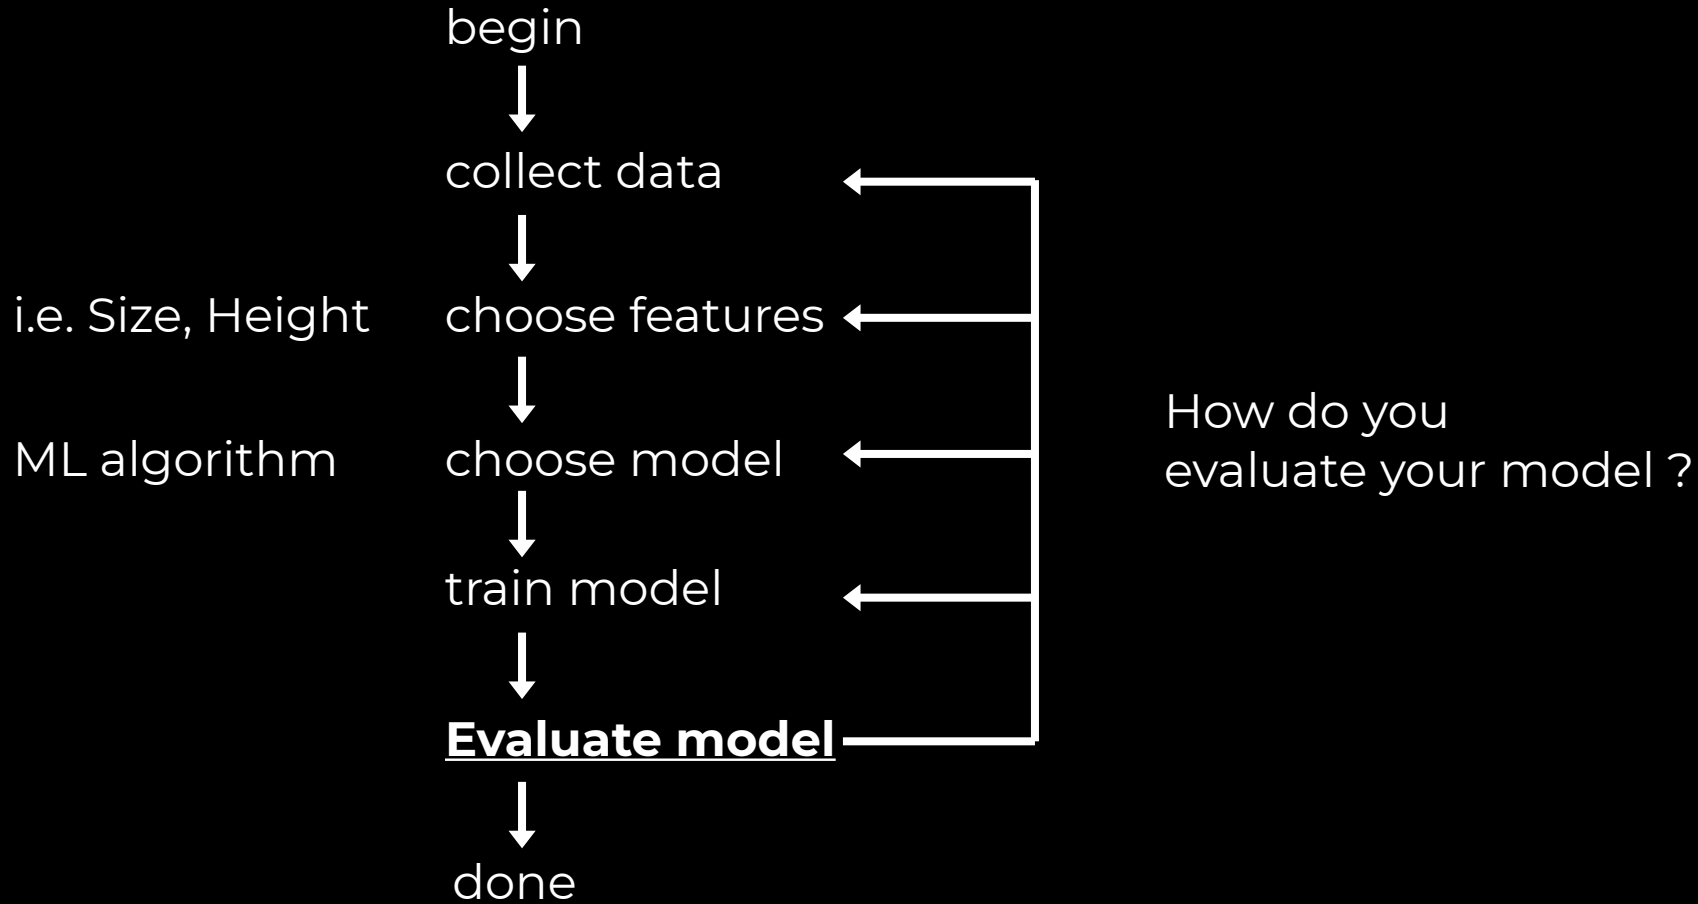 begin
collect data
i.e. Size, Height
choose features
How do you
evaluate your model ?
ML algorithm
choose model
train model
Evaluate model
done